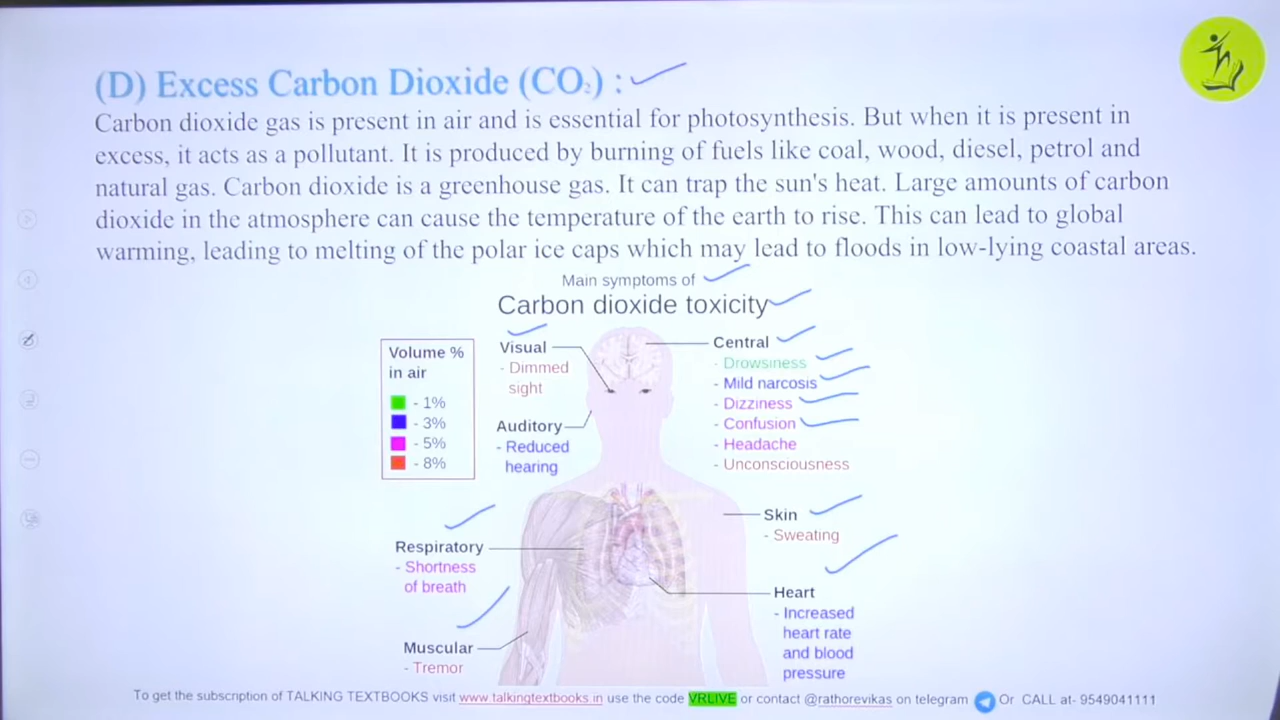 (D) Excess Carbon Dioxide (CO₂) :
Carbon dioxide gas is present in air and is essential for photosynthesis. But when it is present in
excess, it acts as a pollutant. It is produced by burning of fuels like coal, wood, diesel, petrol and
natural gas. Carbon dioxide is a greenhouse gas. It can trap the sun's heat. Large amounts of carbon
dioxide in the atmosphere can cause the temperature of the earth to rise. This can lead to global
warming, leading to melting of the polar ice caps which may lead to floods in low-lying coastal areas.
Main symptoms of
Carbon dioxide toxicity
Volume %
in air
- 1%
- 3%
- 5%
- 8%
Visual
- Dimmed
sight
Auditory
- Reduced
hearing
Respiratory
- Shortness
of breath
Muscular
- Tremor
Central
- Drowsiness
- Mild narcosis
- Dizziness
- Confusion
- Headache
- Unconsciousness
Skin
- Sweating
Heart
- Increased
heart rate
and blood
pressure
To get the subscription of TALKING TEXTBOOKS visit www.talkingtextbooks.in use the code VRLIVE or contact @rathorevikas on telegram Or CALL at- 9549041111